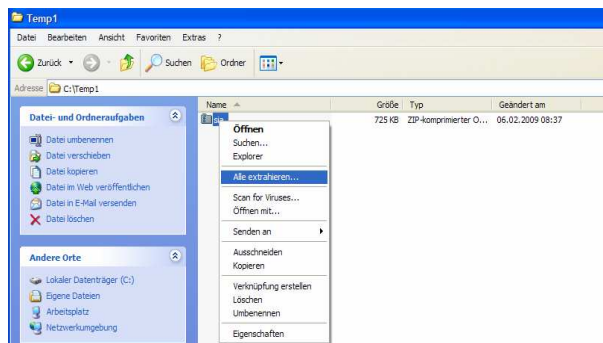 Temp1
Datei Bearbeiten Ansicht Favoriten Extras ?
Zurück Suchen Ordner
Adresse C:\Temp1
Name Größe Typ Geändert am
Datei- und Ordneraufgaben
Datei umbenennen
Datei verschieben
Datei kopieren
Datei im Web veröffentlichen
Datei in E-Mail versenden
Datei löschen
Andere Orte
Lokaler Datenträger (C:)
Eigene Dateien
Arbeitsplatz
Netzwerkumgebung
sia 725 KB ZIP-komprimierter O... 06.02.2009 08:37
Öffnen
Suchen...
Explorer
Alle extrahieren...
Scan for Viruses...
Öffnen mit...
Senden an
Ausschneiden
Kopieren
Verknüpfung erstellen
Löschen
Umbenennen
Eigenschaften